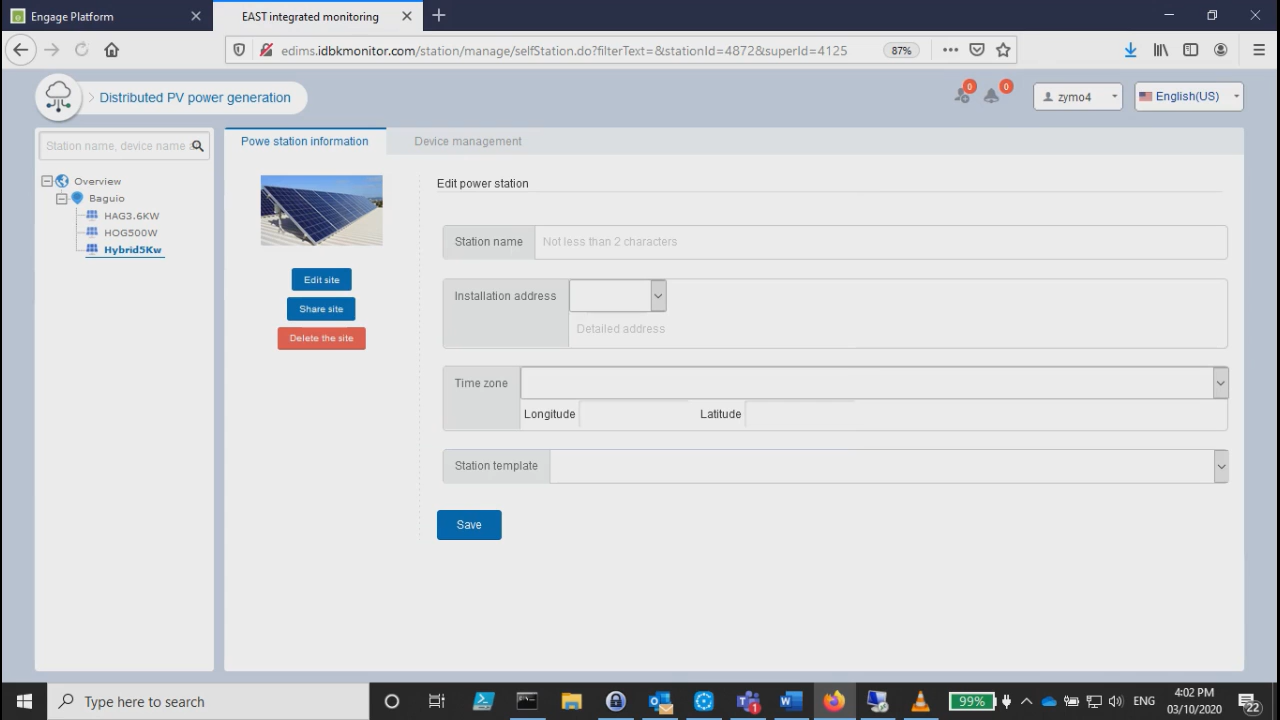 Engage Platform
EAST integrated monitoring
edims.idbkmonitor.com/station/manage/selfStation.do?filterText=&stationId=4872&superId=4125
87%
Distributed PV power generation
0
0
zymo4
English(US)
Station name, device name a
Powe station information
Device management
Overview
Baguio
HAG3.6KW
HOG500W
Hybrid5Kw
Edit site
Share site
Delete the site
Edit power station
Station name
Not less than 2 characters
Installation address
Detailed address
Time zone
Longitude
Latitude
Station template
Save
Type here to search
99%
ENG
4:02 PM
03/10/2020
22